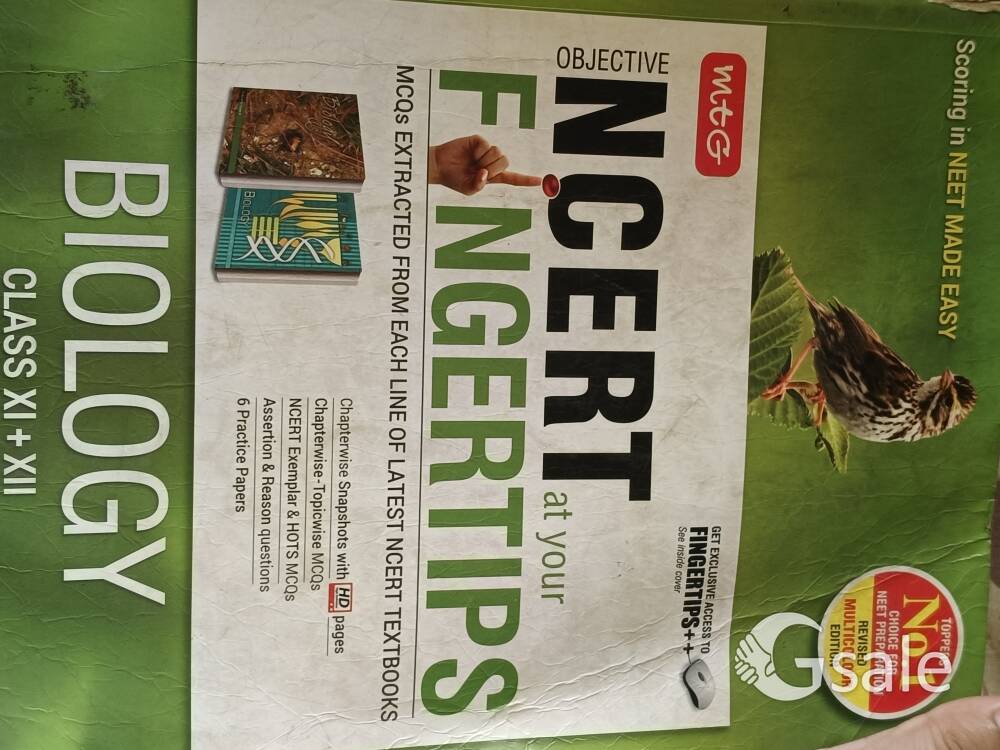 Scoring in NEET MADE EASY
TOPPERS'
No.1
CHOICE FOR
NEET PREPARATION
REVISED
MULTICOLOUR
EDITION
Gsale
mtG
GET EXCLUSIVE ACCESS TO
FINGERTIPS++
See inside cover
OBJECTIVE
NCERT at your
FINGERTIPS
MCQs EXTRACTED FROM EACH LINE OF LATEST NCERT TEXTBOOKS
BIOLOGY
Chapterwise Snapshots with HD pages
Chapterwise-Topicwise MCQs
NCERT Exemplar & HOTS MCQs
Assertion & Reason questions
6 Practice Papers
BIOLOGY
CLASS XI + XII